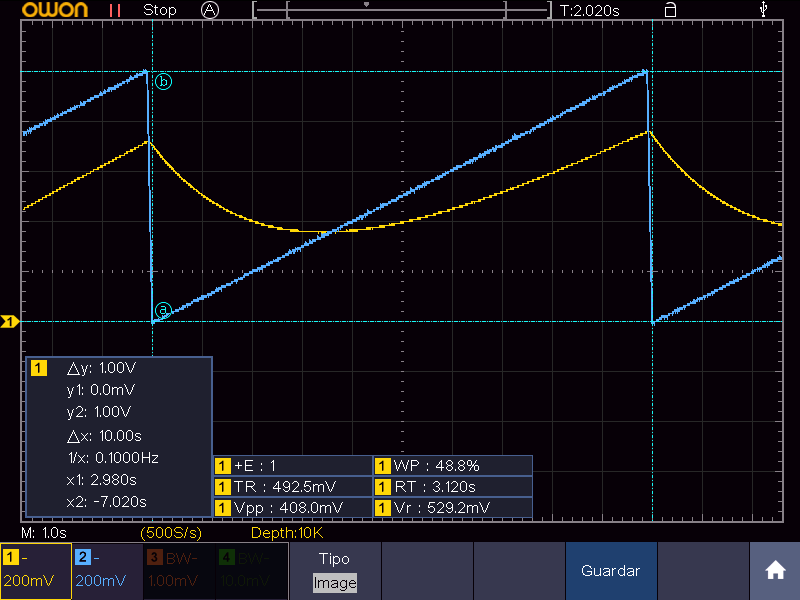 OWON Stop A T:2.020s
b
a
1
1 Δy: 1.00V
y1: 0.0mV
y2: 1.00V
Δx: 10.00s
1/x: 0.1000Hz
x1: 2.980s
x2: -7.020s
1 +E : 1 1 WP : 48.8%
1 TR : 492.5mV 1 RT : 3.120s
1 Vpp : 408.0mV 1 Vr : 529.2mV
M: 1.0s (500S/s) Depth:10K
1 - 2 - 3 BW- 4 BW-
200mV 200mV 1.00mV 10.0mV
Tipo
Image
Guardar